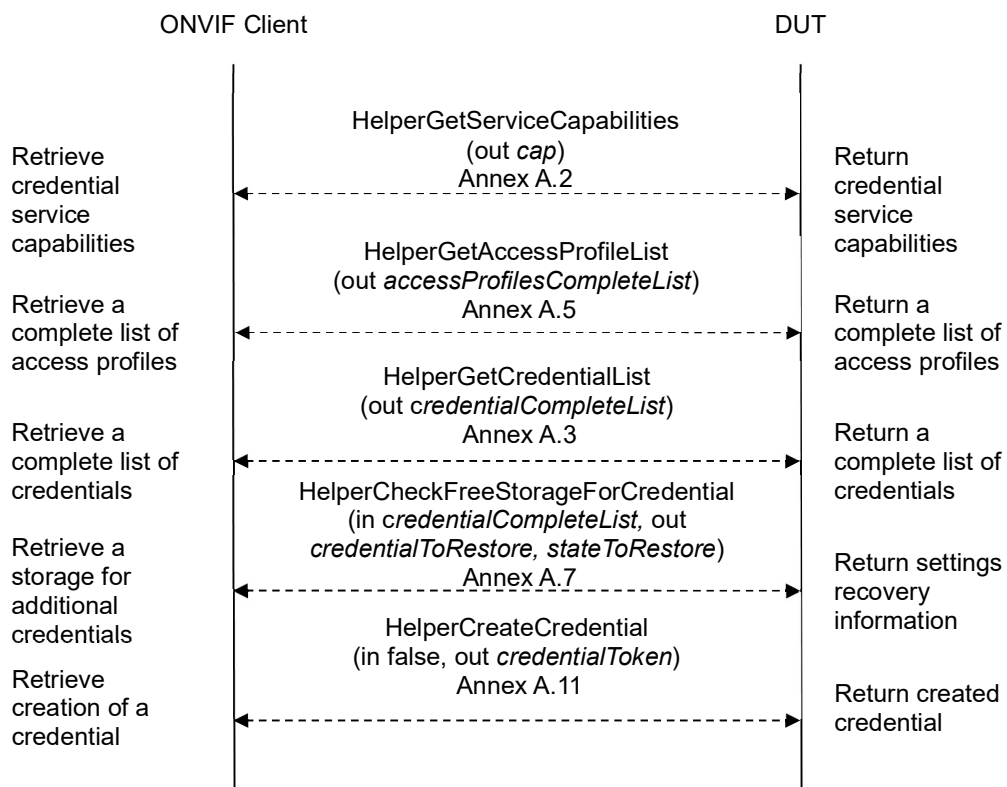 ONVIF Client
DUT
HelperGetServiceCapabilities
(out cap)
Annex A.2
Retrieve
credential
service
capabilities
Return
credential
service
capabilities
HelperGetAccessProfileList
(out accessProfilesCompleteList)
Annex A.5
Retrieve a
complete list of
access profiles
Return a
complete list of
access profiles
HelperGetCredentialList
(out credentialCompleteList)
Annex A.3
Retrieve a
complete list of
credentials
Return a
complete list of
credentials
HelperCheckFreeStorageForCredential
(in credentialCompleteList, out
credentialToRestore, stateToRestore)
Annex A.7
Retrieve a
storage for
additional
credentials
Return settings
recovery
information
HelperCreateCredential
(in false, out credentialToken)
Annex A.11
Retrieve
creation of a
credential
Return created
credential